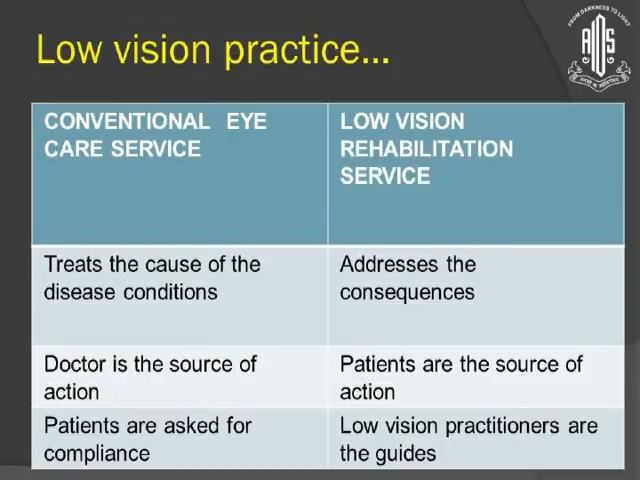 Low vision practice...
FROM DARKNESS TO LIGHT
AIOS
CONVENTIONAL EYE
CARE SERVICE
LOW VISION
REHABILITATION
SERVICE
Treats the cause of the
disease conditions
Addresses the
consequences
Doctor is the source of
action
Patients are the source of
action
Patients are asked for
compliance
Low vision practitioners are
the guides